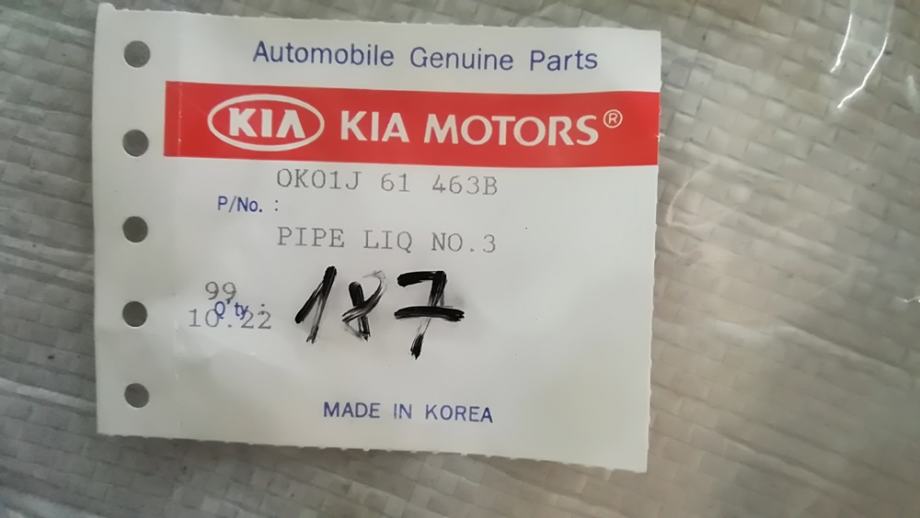 Automobile Genuine Parts
KIA KIA MOTORS®
OK01J 61 463B
P/No. :
PIPE LIQ NO.3
99
Q'ty :
10.22
187
MADE IN KOREA